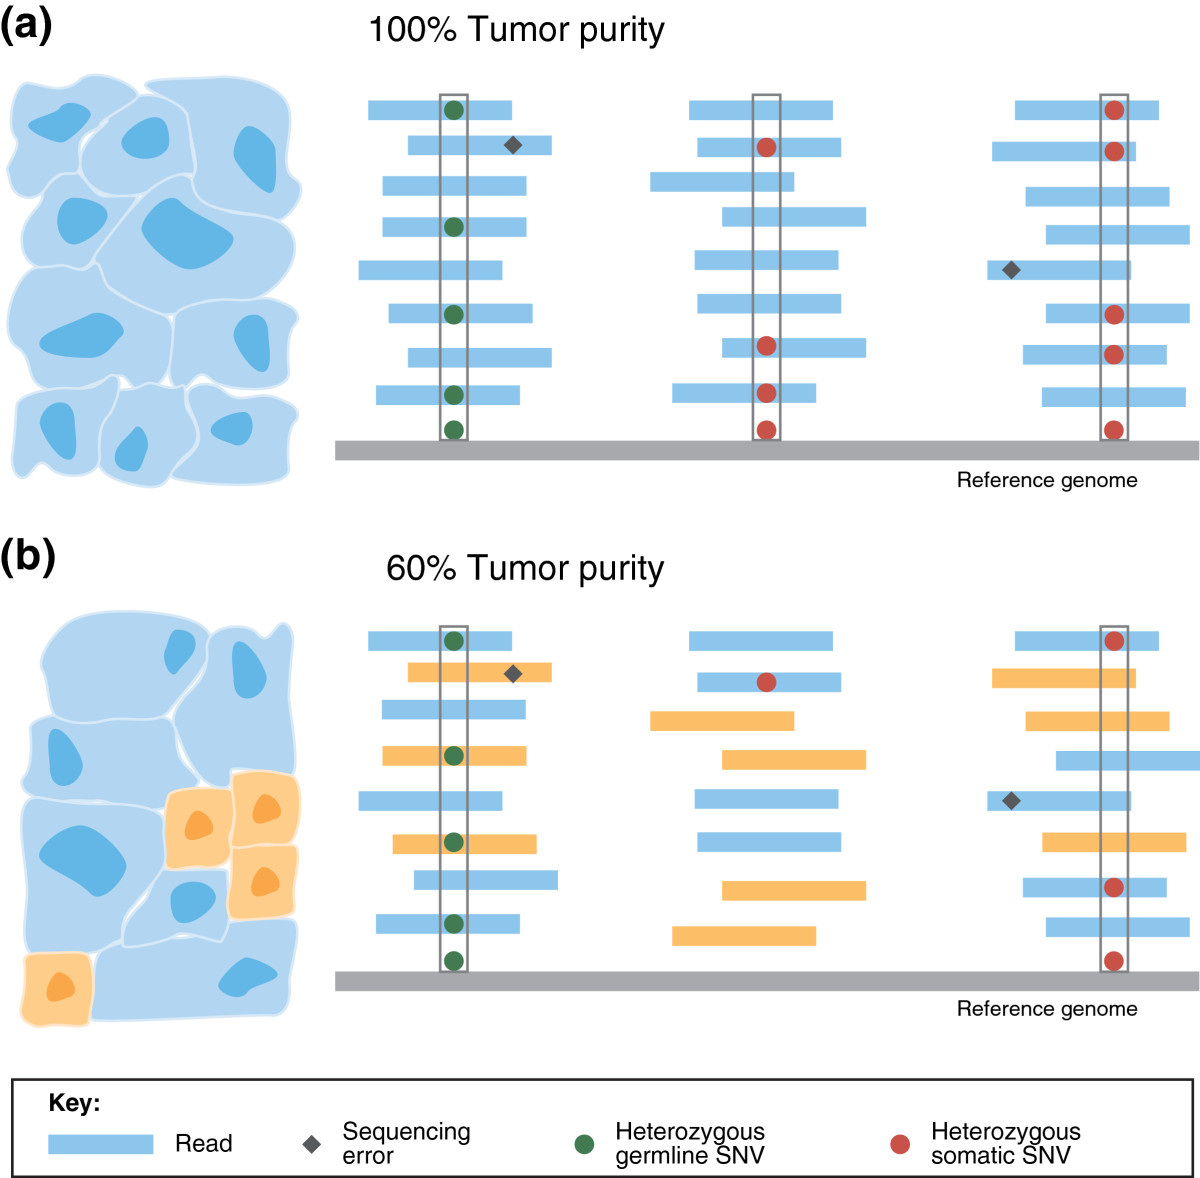 (a)
100% Tumor purity
Reference genome
(b)
60% Tumor purity
Reference genome
Key:
Read
Sequencing
error
Heterozygous
germline SNV
Heterozygous
somatic SNV